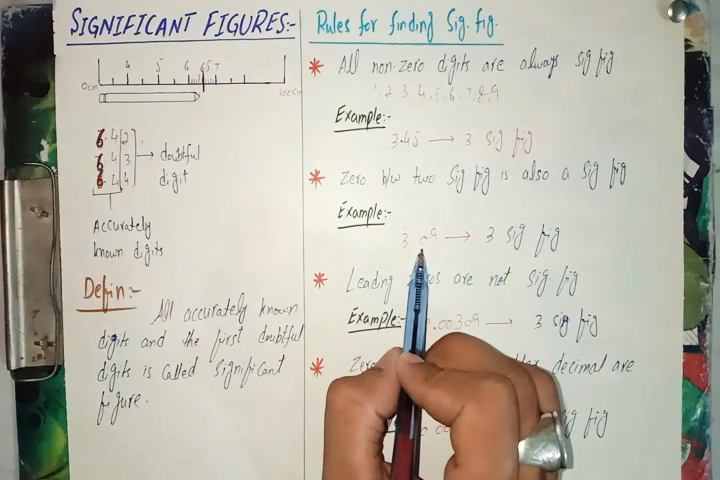 SIGNIFICANT FIGURES:-
4 5 6 6.5 7
0cm 10cm
6.42
6.43 → doubtful
6.44 digit
Accurately
known digits
Defin:-
All accurately known
digits and the first doubtful
digits is called significant
figure.
Rules for finding Sig. fig.
* All non-zero digits are always sig fig
1,2,3,4,5,6,7,8,9
Example:-
3.45 → 3 sig fig
* Zero b/w two sig fig is also a sig fig
Example:-
3.09 → 3 sig fig
* Leading are not sig fig
Example:- .00309 → 3 sig fig
* decimal are
sig fig